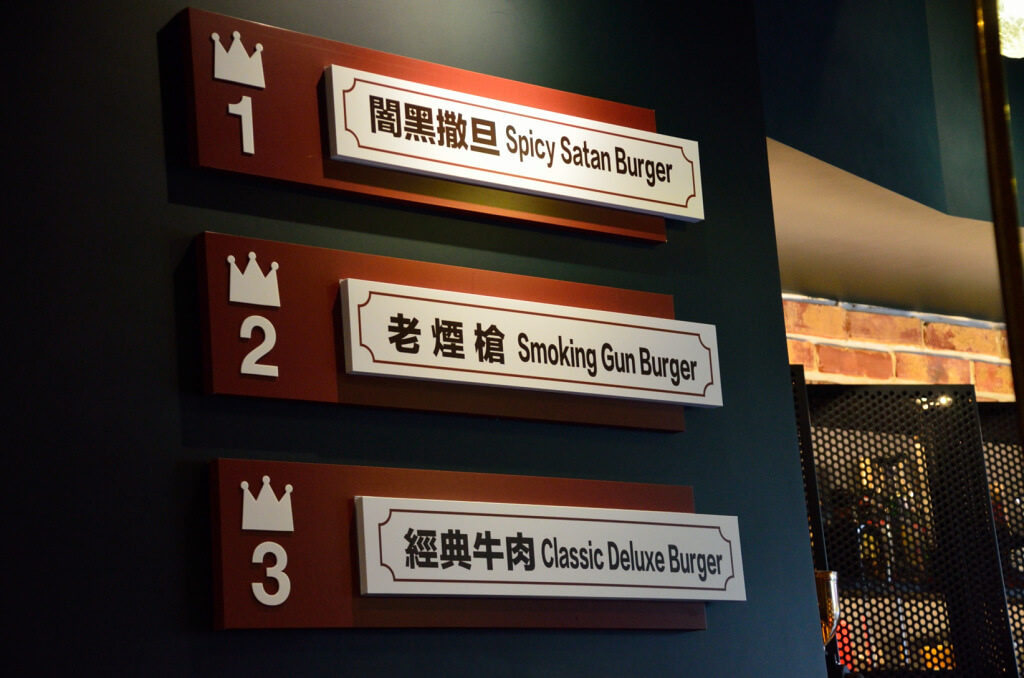 1
闇黑撒旦 Spicy Satan Burger
2
老煙槍 Smoking Gun Burger
3
經典牛肉 Classic Deluxe Burger